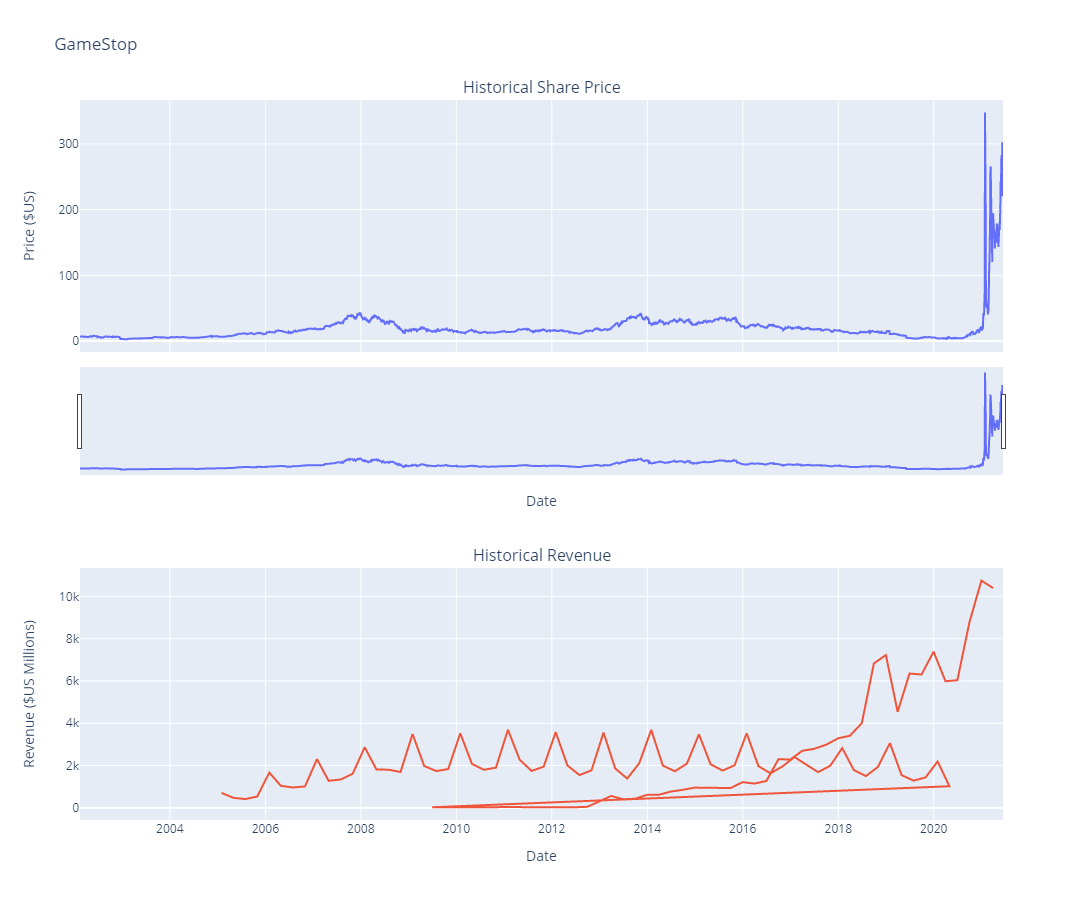 GameStop
Historical Share Price
Price ($US)
300
200
100
0
Date
Historical Revenue
Revenue ($US Millions)
10k
8k
6k
4k
2k
0
2004 2006 2008 2010 2012 2014 2016 2018 2020
Date